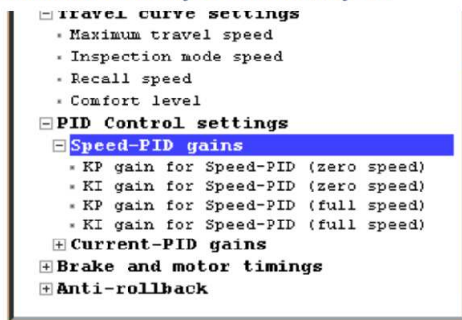 Travel curve settings
Maximum travel speed
Inspection mode speed
Recall speed
Comfort level
PID Control settings
Speed-PID gains
KP gain for Speed-PID (zero speed)
KI gain for Speed-PID (zero speed)
KP gain for Speed-PID (full speed)
KI gain for Speed-PID (full speed)
Current-PID gains
Brake and motor timings
Anti-rollback